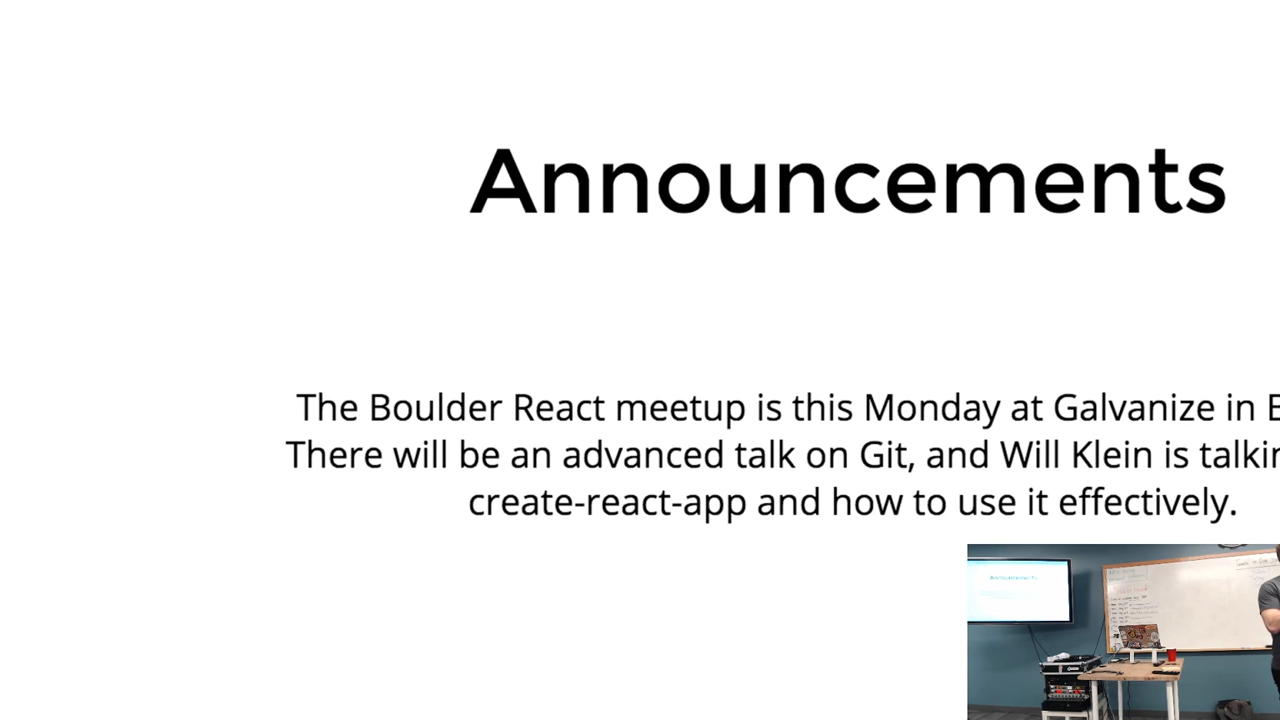 Announcements
The Boulder React meetup is this Monday at Galvanize in
There will be an advanced talk on Git, and Will Klein is
create-react-app and how to use it effectively.
Announcements